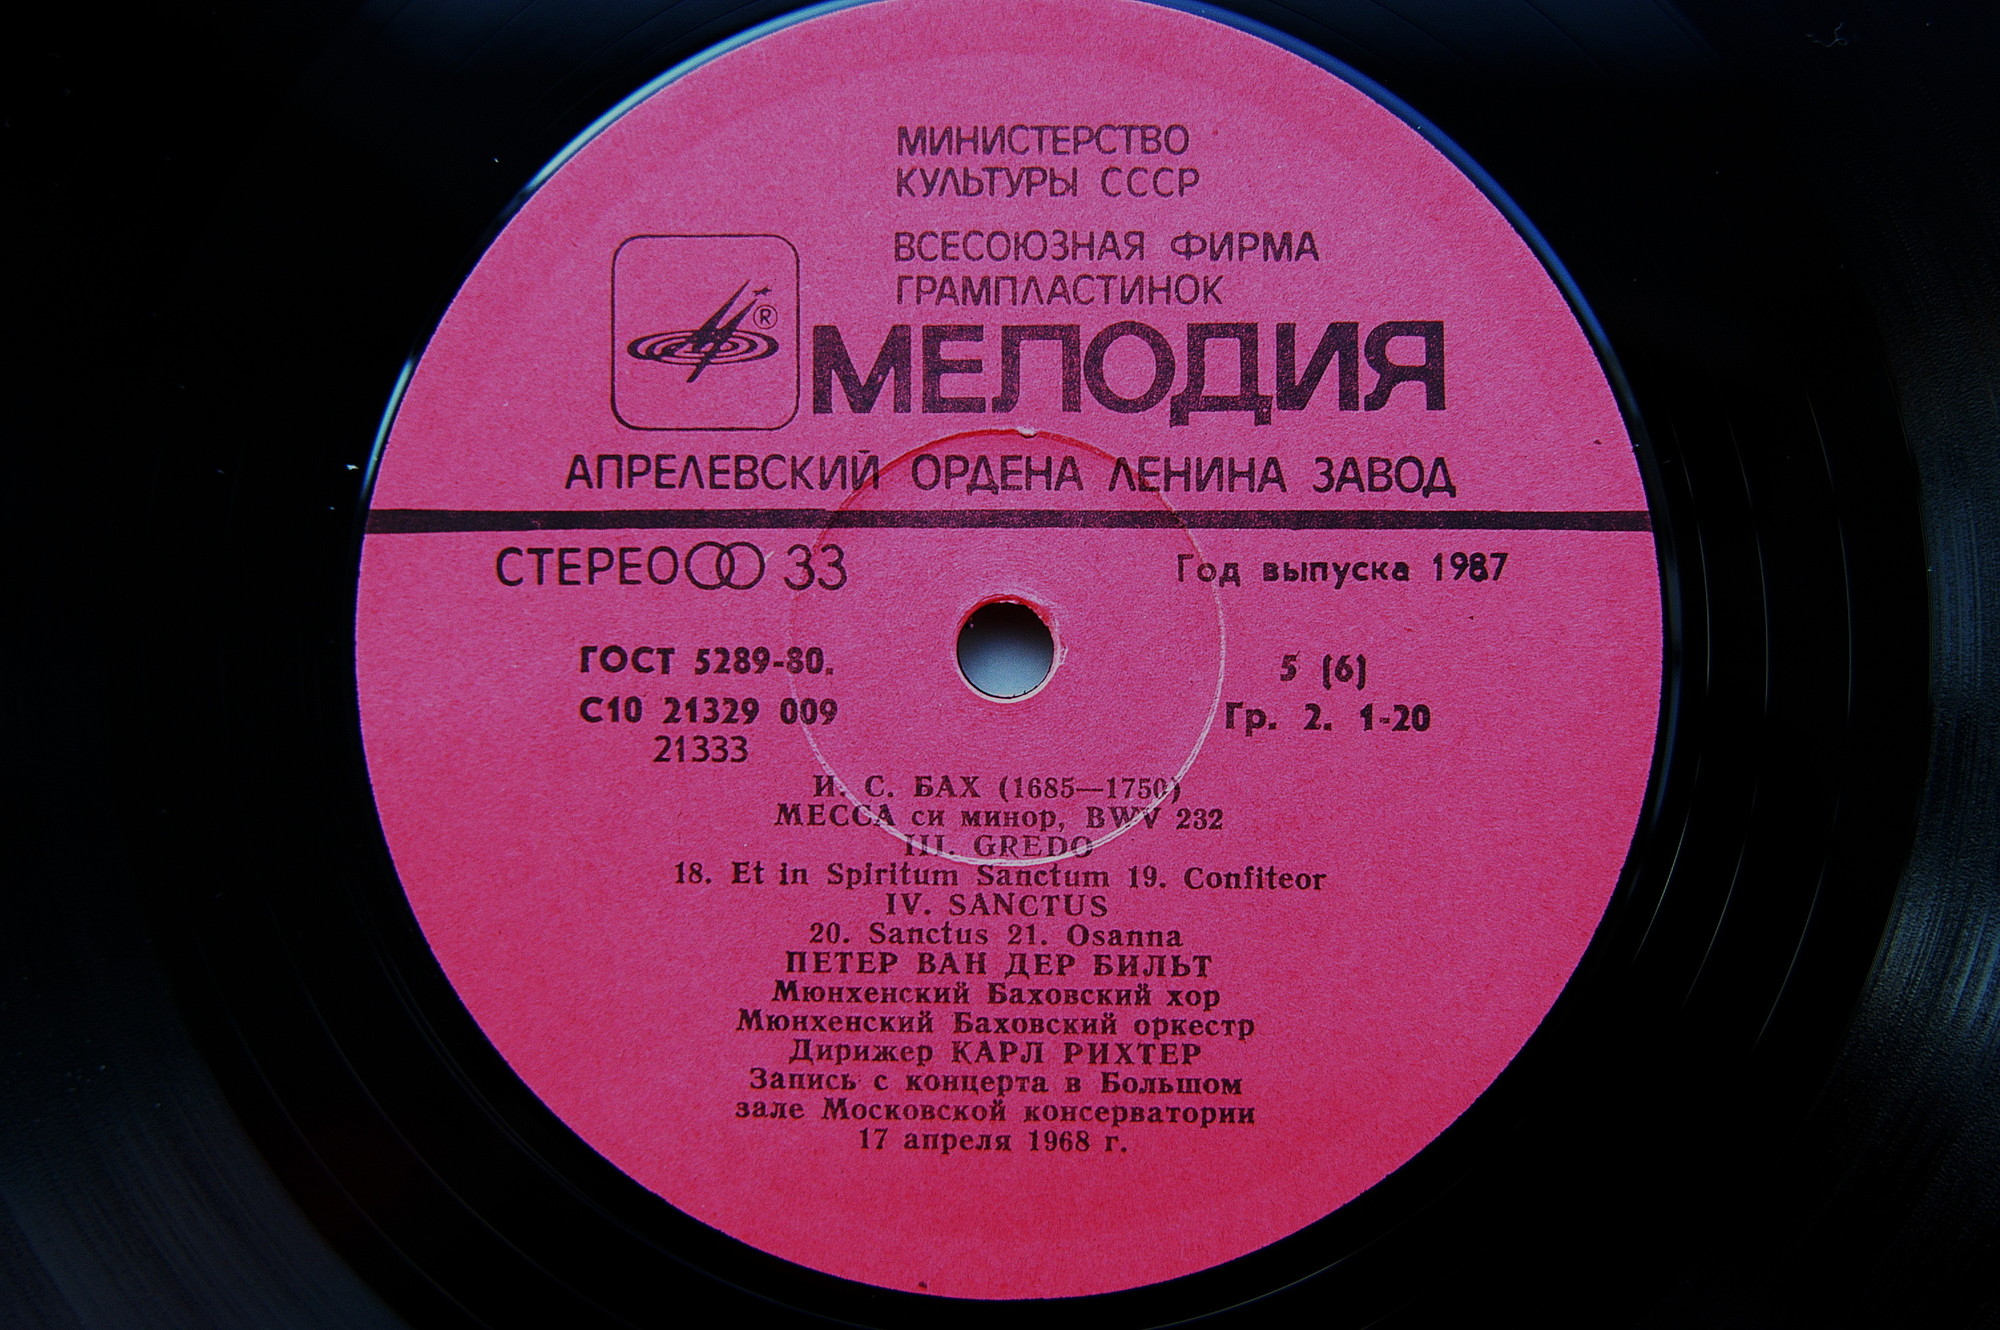 МИНИСТЕРСТВО
КУЛЬТУРЫ СССР
ВСЕСОЮЗНАЯ ФИРМА
ГРАМПЛАСТИНОК
®
МЕЛОДИЯ
АПРЕЛЕВСКИЙ ОРДЕНА ЛЕНИНА ЗАВОД
СТЕРЕО 33
Год выпуска 1987
ГОСТ 5289-80.
5 (6)
С10 21329 009
Гр. 2. 1-20
21333
И. С. БАХ (1685—1750)
МЕССА си минор, BWV 232
III. GREDO
18. Et in Spiritum Sanctum 19. Confiteor
IV. SANCTUS
20. Sanctus 21. Osanna
ПЕТЕР ВАН ДЕР БИЛЬТ
Мюнхенский Баховский хор
Мюнхенский Баховский оркестр
Дирижер КАРЛ РИХТЕР
Запись с концерта в Большом
зале Московской консерватории
17 апреля 1968 г.